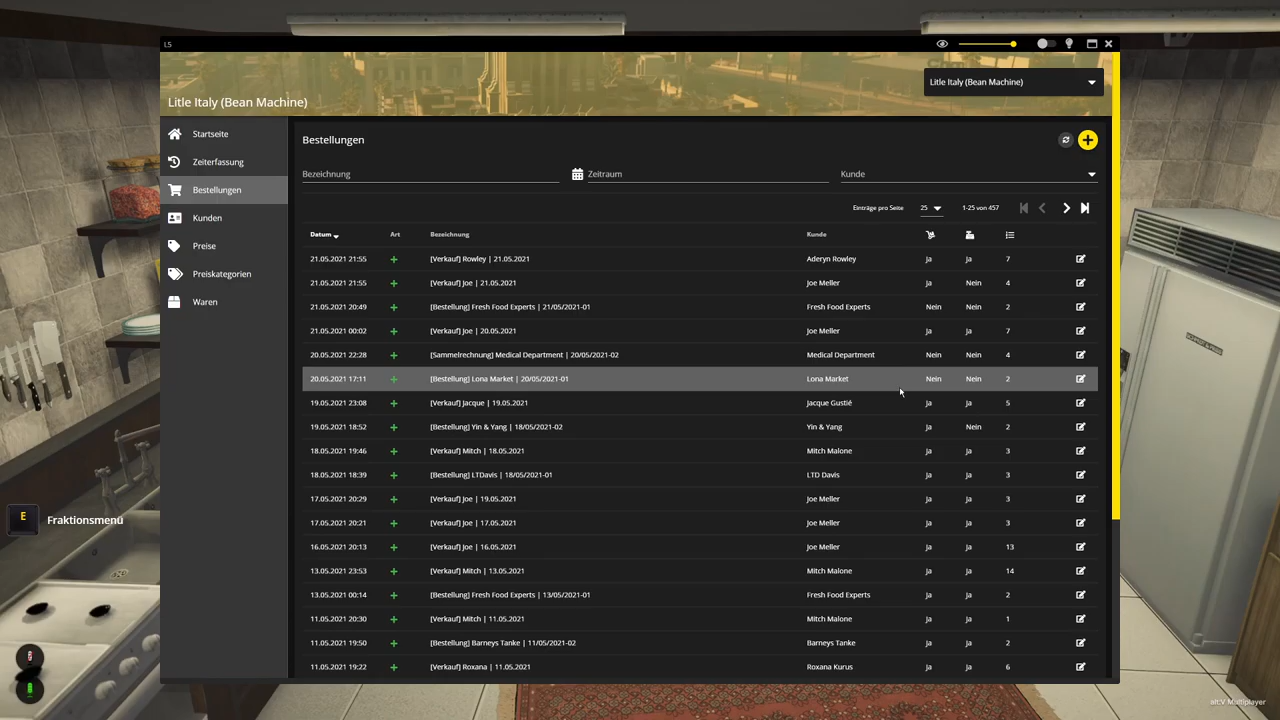 L5
Litle Italy (Bean Machine)
Litle Italy (Bean Machine)
Startseite
Zeiterfassung
Bestellungen
Kunden
Preise
Preiskategorien
Waren
Bestellungen
Bezeichnung Zeitraum Kunde
Einträge pro Seite 25 1-25 von 457
Datum Art Bezeichnung Kunde
21.05.2021 21:55 + [Verkauf] Rowley | 21.05.2021 Aderyn Rowley Ja Ja 7
21.05.2021 21:55 + [Verkauf] Joe | 21.05.2021 Joe Meller Ja Nein 4
21.05.2021 20:49 + [Bestellung] Fresh Food Experts | 21/05/2021-01 Fresh Food Experts Nein Nein 2
21.05.2021 00:02 + [Verkauf] Joe | 20.05.2021 Joe Meller Ja Ja 7
20.05.2021 22:28 + [Sammelrechnung] Medical Department | 20/05/2021-02 Medical Department Nein Nein 4
20.05.2021 17:11 + [Bestellung] Lona Market | 20/05/2021-01 Lona Market Nein Nein 2
19.05.2021 23:08 + [Verkauf] Jacque | 19.05.2021 Jacque Gustié Ja Ja 5
19.05.2021 18:52 + [Bestellung] Yin & Yang | 18/05/2021-02 Yin & Yang Ja Nein 2
18.05.2021 19:46 + [Verkauf] Mitch | 18.05.2021 Mitch Malone Ja Ja 3
18.05.2021 18:39 + [Bestellung] LTDavis | 18/05/2021-01 LTD Davis Ja Ja 3
17.05.2021 20:29 + [Verkauf] Joe | 19.05.2021 Joe Meller Ja Ja 3
17.05.2021 20:21 + [Verkauf] Joe | 17.05.2021 Joe Meller Ja Ja 3
16.05.2021 20:13 + [Verkauf] Joe | 16.05.2021 Joe Meller Ja Ja 13
13.05.2021 23:53 + [Verkauf] Mitch | 13.05.2021 Mitch Malone Ja Ja 14
13.05.2021 00:14 + [Bestellung] Fresh Food Experts | 13/05/2021-01 Fresh Food Experts Ja Ja 2
11.05.2021 20:30 + [Verkauf] Mitch | 11.05.2021 Mitch Malone Ja Ja 1
11.05.2021 19:50 + [Bestellung] Barneys Tanke | 11/05/2021-02 Barneys Tanke Ja Ja 2
11.05.2021 19:22 + [Verkauf] Roxana | 11.05.2021 Roxana Kurus Ja Ja 6
E Fraktionsmenü
alt:V Multiplayer